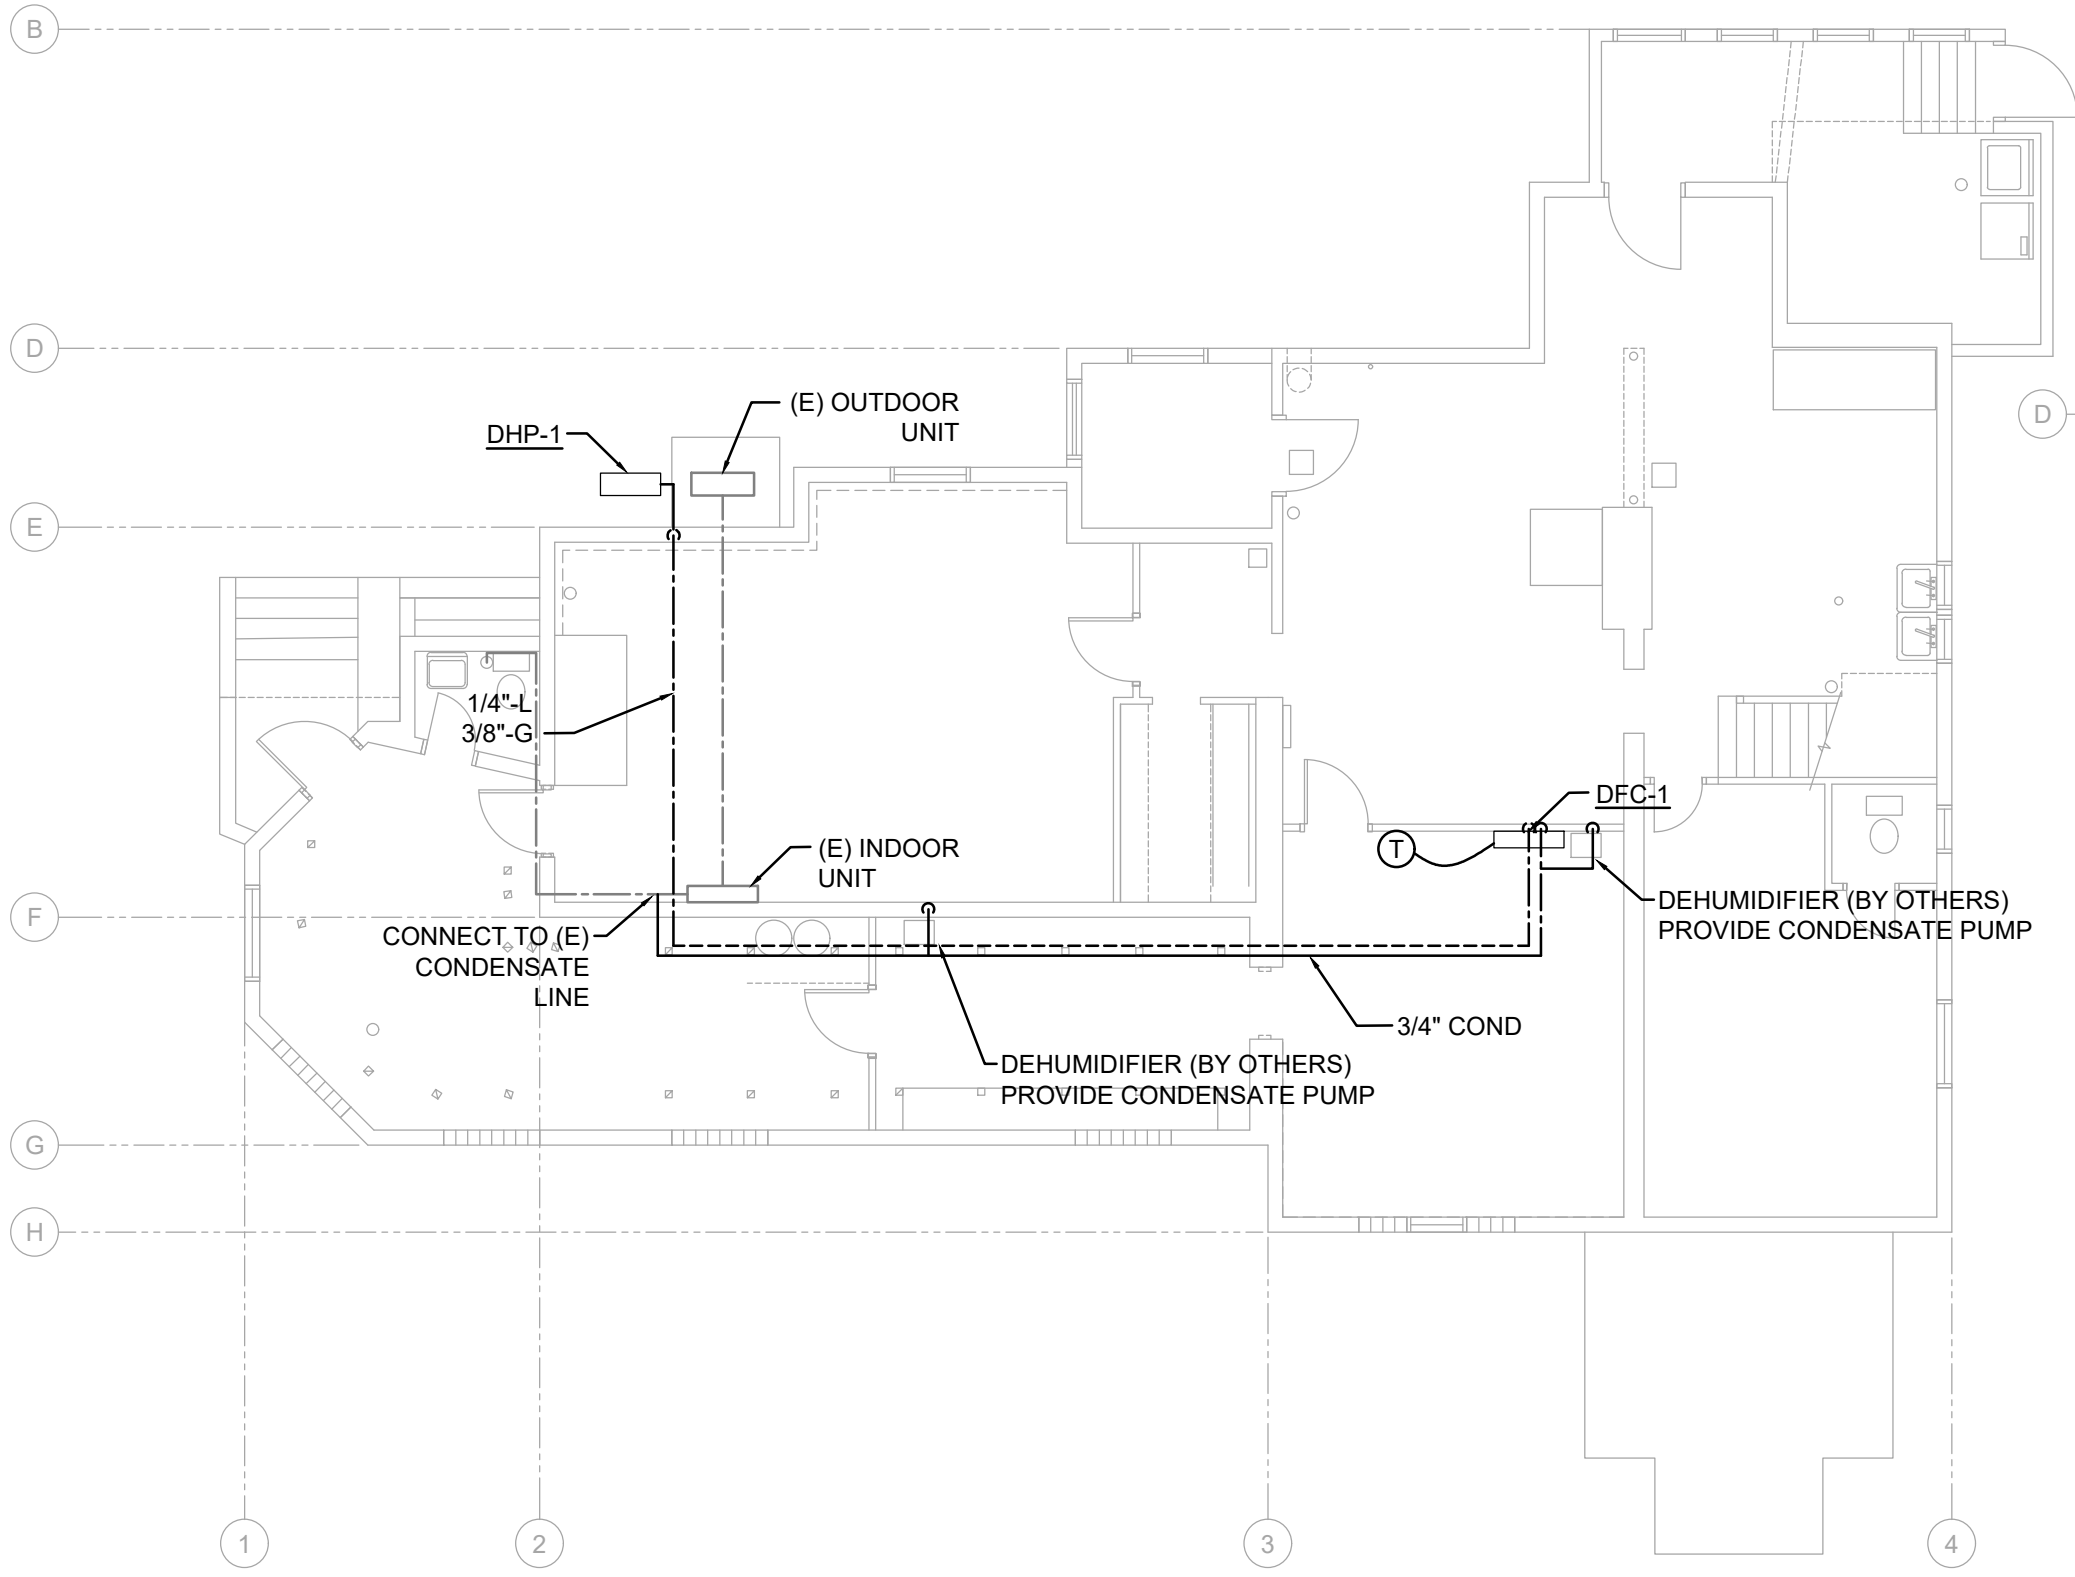 B
D
(E) OUTDOOR
UNIT
DHP-1
D
E
1/4"-L
3/8"-G
DFC-1
(E) INDOOR
UNIT
T
DEHUMIDIFIER (BY OTHERS)
PROVIDE CONDENSATE PUMP
F
CONNECT TO (E)
CONDENSATE
LINE
3/4" COND
DEHUMIDIFIER (BY OTHERS)
PROVIDE CONDENSATE PUMP
G
H
1
2
3
4